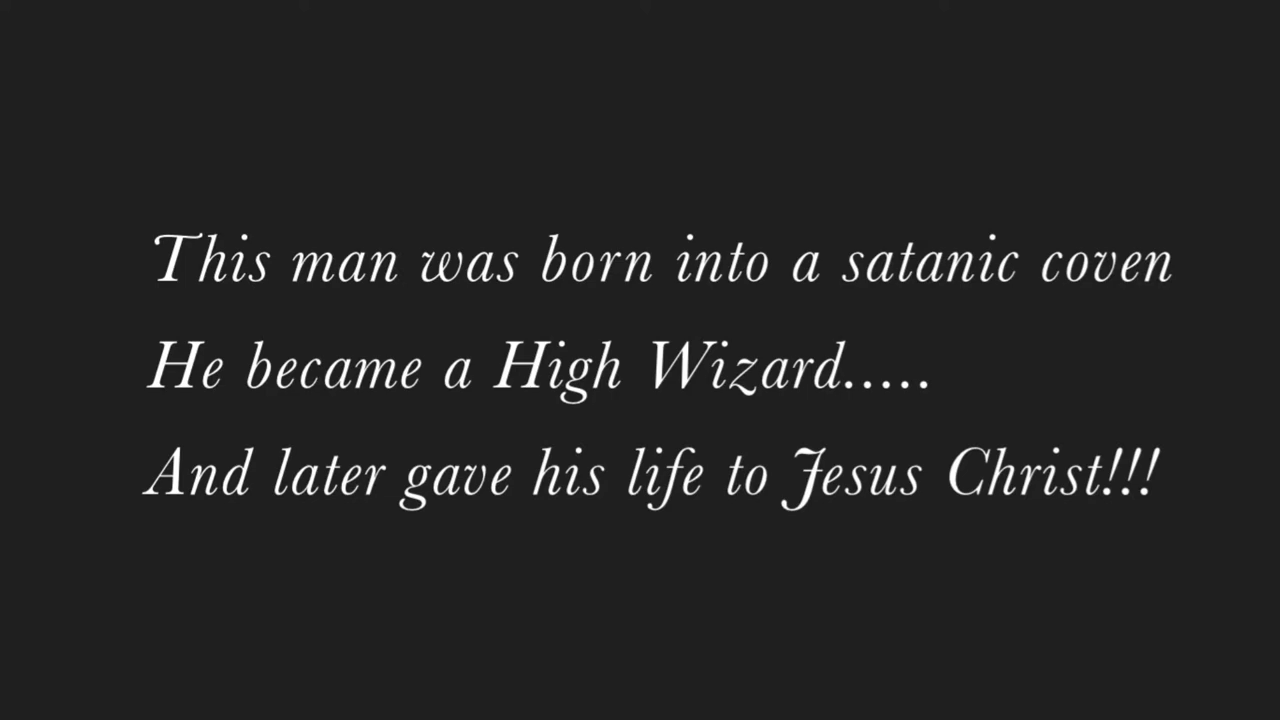 This man was born into a satanic coven
He became a High Wizard.....
And later gave his life to Jesus Christ!!!